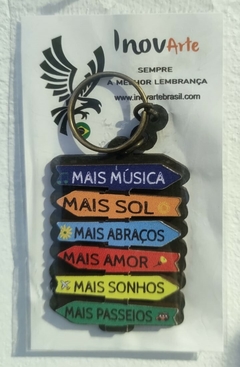 InovArte
SEMPRE
A MELHOR LEMBRANÇA
www.inovartebrasil.com
MAIS MÚSICA
MAIS SOL
MAIS ABRAÇOS
MAIS AMOR
MAIS SONHOS
MAIS PASSEIOS